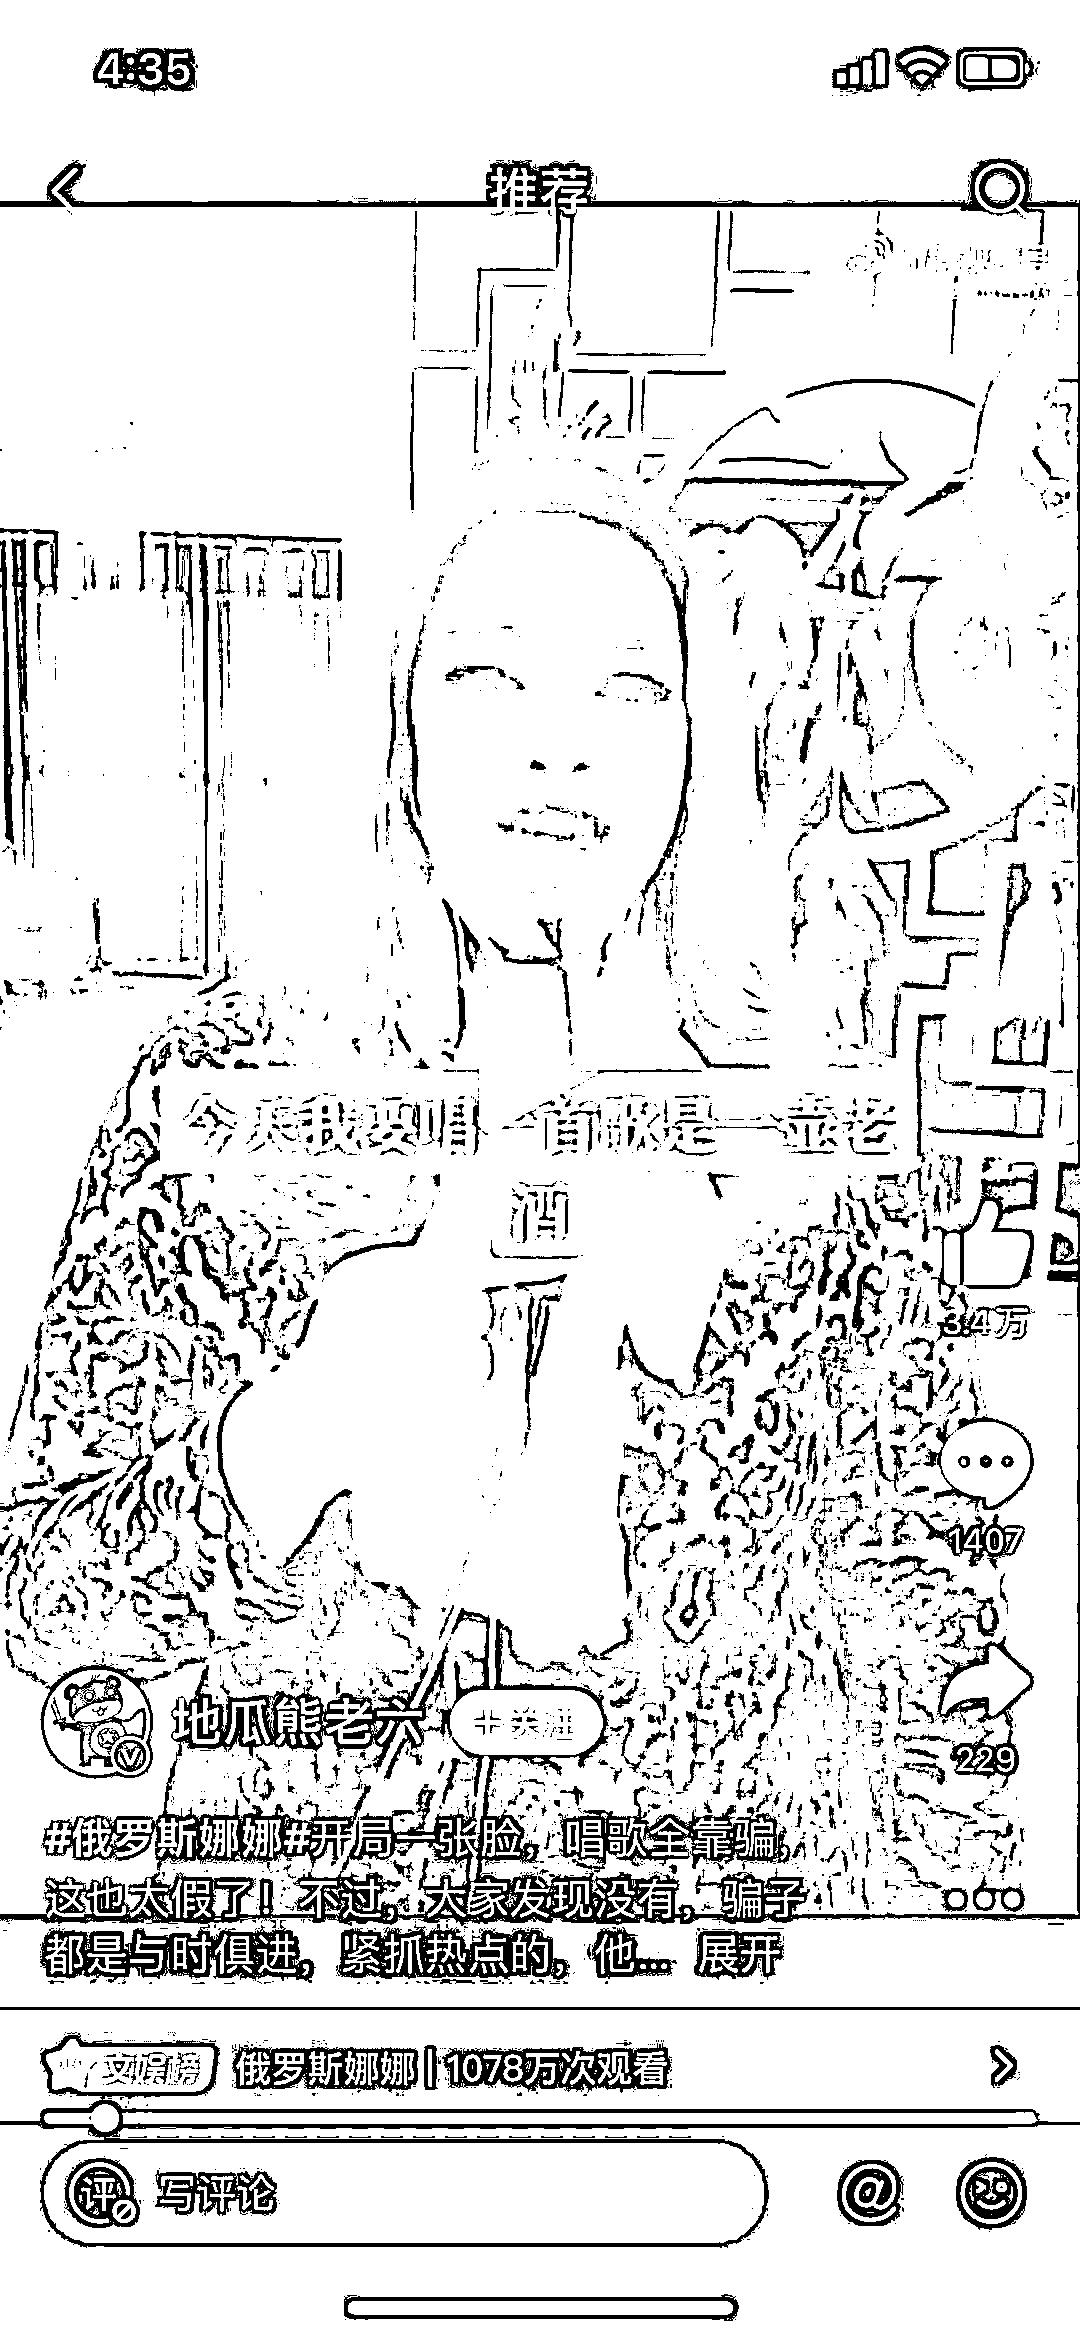 4:35
推荐
今天我要唱一首歌是一壶老
酒
3.4万
1407
地瓜熊老六
+关注
229
#俄罗斯娜娜#开局一张脸，唱歌全靠骗，
这也太假了！不过，大家发现没有，骗子
都是与时俱进，紧抓热点的，他... 展开
文娱榜 俄罗斯娜娜 | 1078万次观看
评 写评论
@